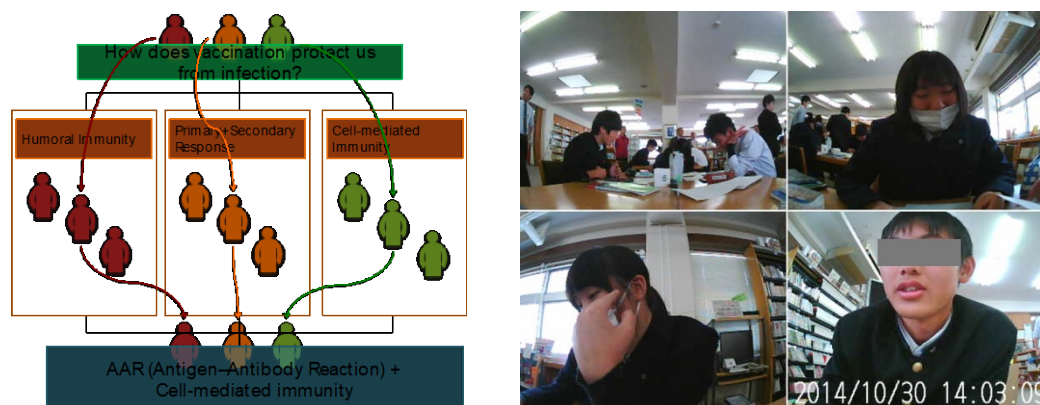 How does vaccination protect us
from infection?
Humoral Immunity
Primary+Secondary
Response
Cell-mediated
Immunity
AAR (Antigen–Antibody Reaction) +
Cell-mediated immunity
2014/10/30 14:03:09